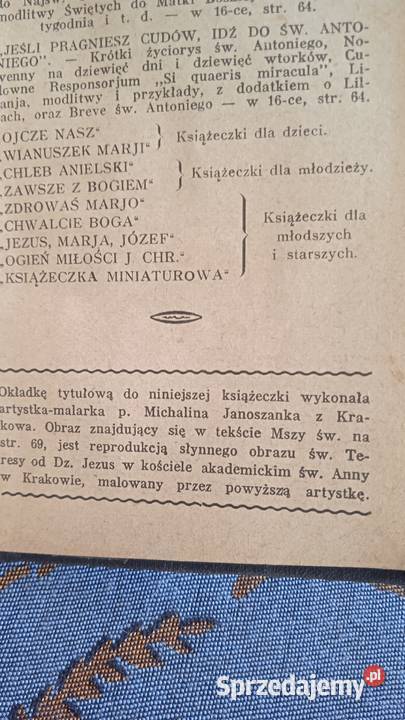 modlitwy Świętych do Matki
tygodnia i t. d. — w 16-ce, str. 64.
„JEŚLI PRAGNIESZ CUDÓW, IDŹ DO ŚW. ANTO-
NIEGO”. — Krótki życiorys św. Antoniego, No-
wenny na dziewięć dni i dziewięć wtorków, Cu-
downe Responsorjum „Si quaeris miracula”, Li-
tanja, modlitwy i przykłady, z dodatkiem o Lil-
jach, oraz Breve św. Antoniego — w 16-ce, str. 64.
OJCZE NASZ“
„WIANUSZEK MARJI“
Książeczki dla dzieci.
„CHLEB ANIELSKI“
„ZAWSZE Z BOGIEM“
Książeczki dla młodzieży.
„ZDROWAŚ MARJO“
„CHWALCIE BOGA“
„JEZUS, MARJA, JÓZEF“
„OGIEŃ MIŁOŚCI J CHR.“
„KSIĄŻECZKA MINIATUROWA“
Książeczki dla
młodszych
i starszych.
Okładkę tytułową do niniejszej książeczki wykonała
artystka-malarka p. Michalina Janoszanka z Kra-
kowa. Obraz znajdujący się w tekście Mszy św. na
str. 69, jest reprodukcją słynnego obrazu św. Te-
resy od Dz. Jezus w kościele akademickim św. Anny
w Krakowie, malowany przez powyższą artystkę.
Sprzedajemy.pl